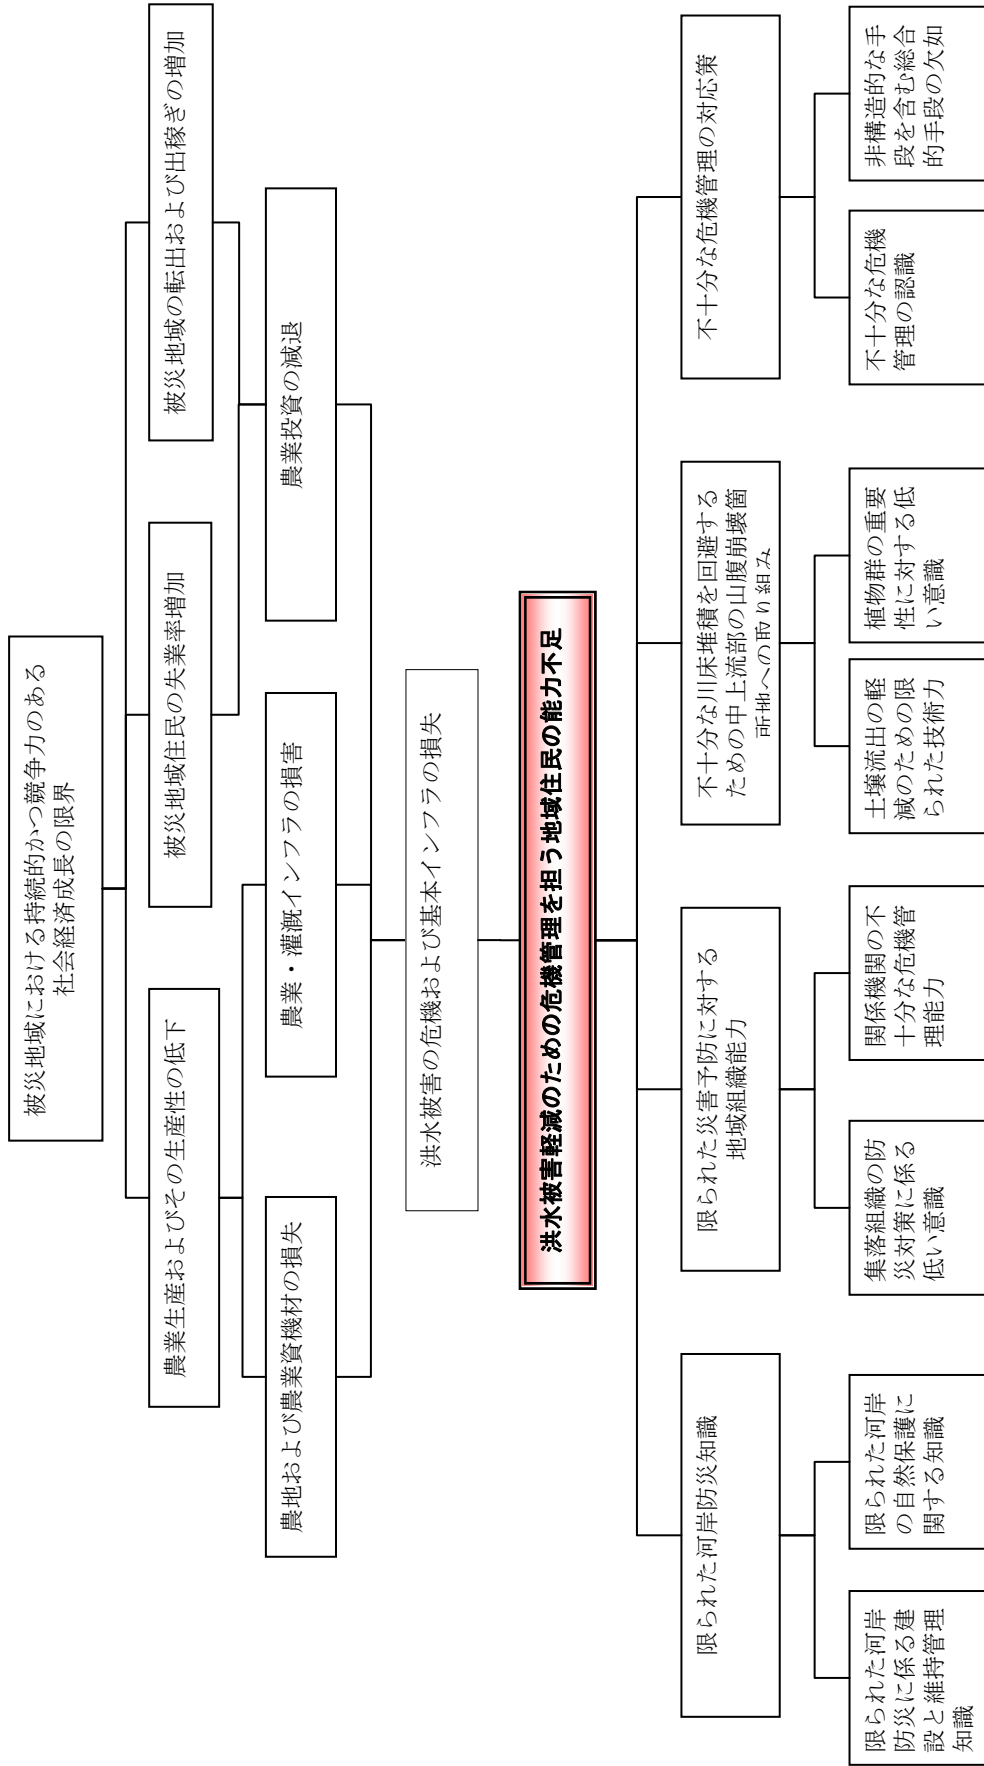 被災地域における持続的かつ競争力のある
社会経済成長の限界
農業生産およびその生産性の低下
被災地域住民の失業率増加
被災地域の転出および出稼ぎの増加
農地および農業資機材の損失
農業・灌漑インフラの損害
農業投資の減退
洪水被害の危機および基本インフラの損失
洪水被害軽減のための危機管理を担う地域住民の能力不足
限られた河岸防災知識
限られた災害予防に対する
地域組織能力
不十分な川床堆積を回避する
ための中上流部の山腹崩壊箇
所地への取り組み
不十分な危機管理の対応策
限られた河岸
防災に係る建
設と維持管理
知識
限られた河岸
の自然保護に
関する知識
集落組織の防
災対策に係る
低い意識
関係機関の不
十分な危機管
理能力
土壌流出の軽
減のための限
られた技術力
植物群の重要
性に対する低
い意識
不十分な危機
管理の認識
非構造的な手
段を含む総合
的手段の欠如